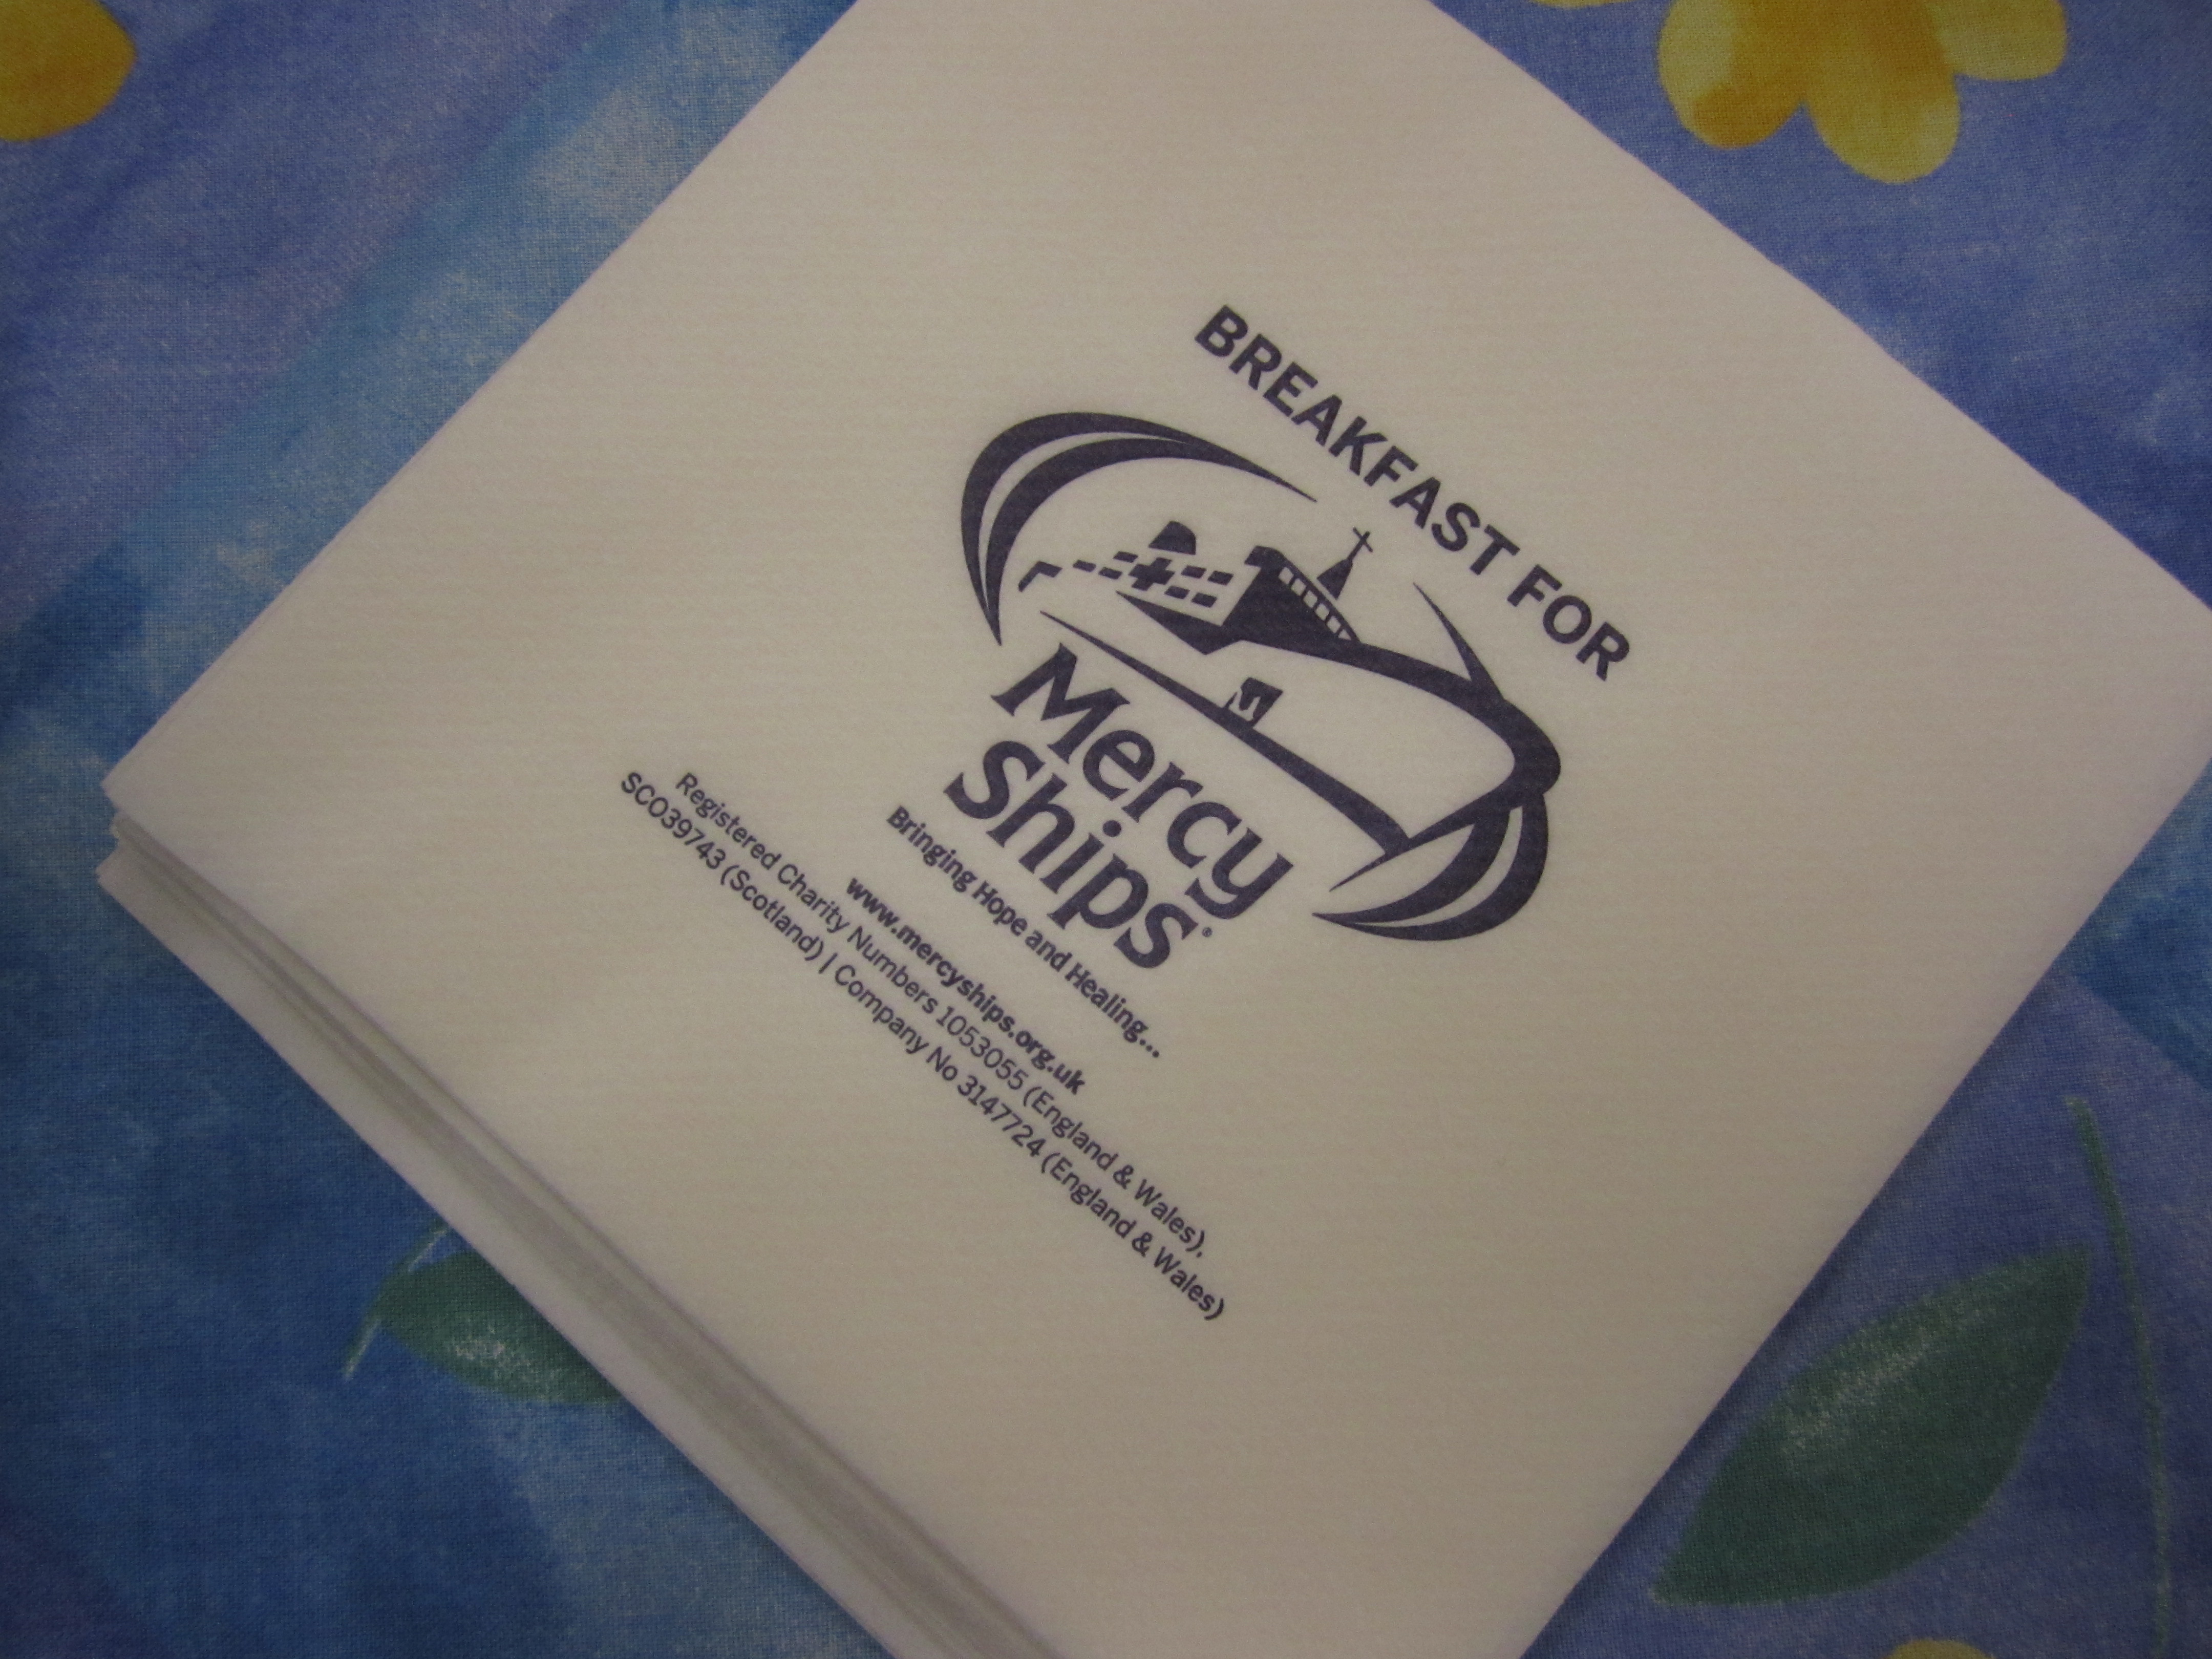 BREAKFAST FOR
Mercy
Ships®
Bringing Hope and Healing...
www.mercyships.org.uk
Registered Charity Numbers 1053055 (England & Wales),
SCO39743 (Scotland) | Company No 3147724 (England & Wales)